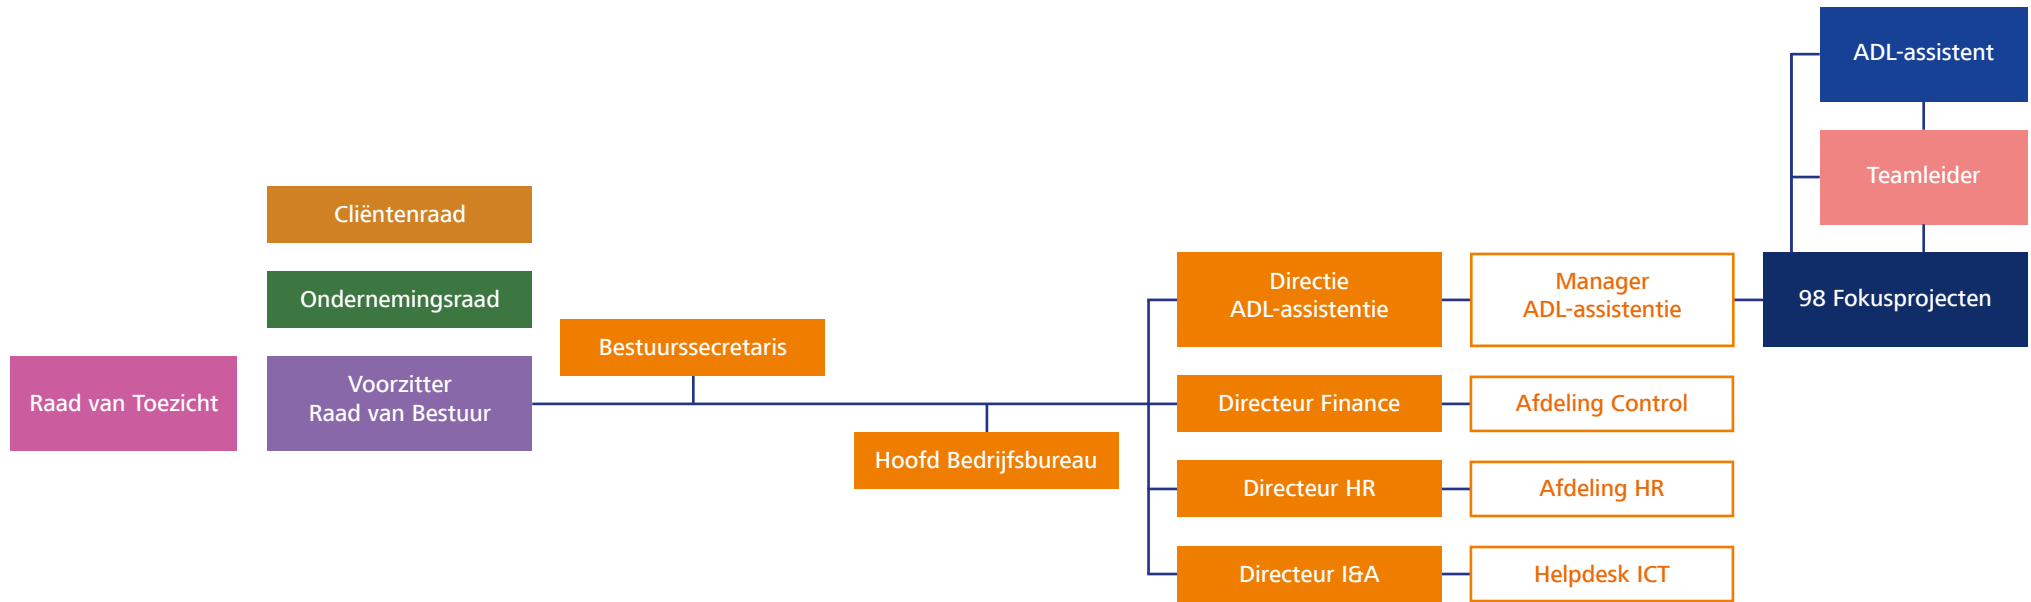 ADL-assistent
Teamleider
Cliëntenraad
Ondernemingsraad
Directie
ADL-assistentie
Manager
ADL-assistentie
98 Fokusprojecten
Bestuurssecretaris
Raad van Toezicht
Voorzitter
Raad van Bestuur
Directeur Finance
Afdeling Control
Hoofd Bedrijfsbureau
Directeur HR
Afdeling HR
Directeur I&A
Helpdesk ICT